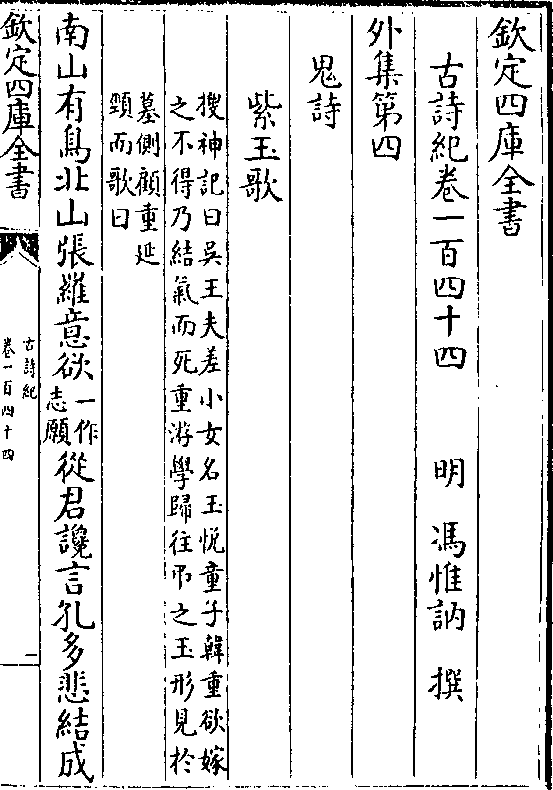 欽定四庫全書
古詩紀卷一百四十四
明 馮惟訥 撰
外集第四
鬼詩
紫玉歌
搜神記曰吳王夫差小女名玉悅童子韓重欲嫁
之不得乃結氣而死重游學歸往弔之玉形見於
墓側顧重延
頸而歌曰
南山有鳥北山張羅意欲一作志願從君讒言孔多悲結成
欽定四庫全書
古詩紀
卷一百四十四
一